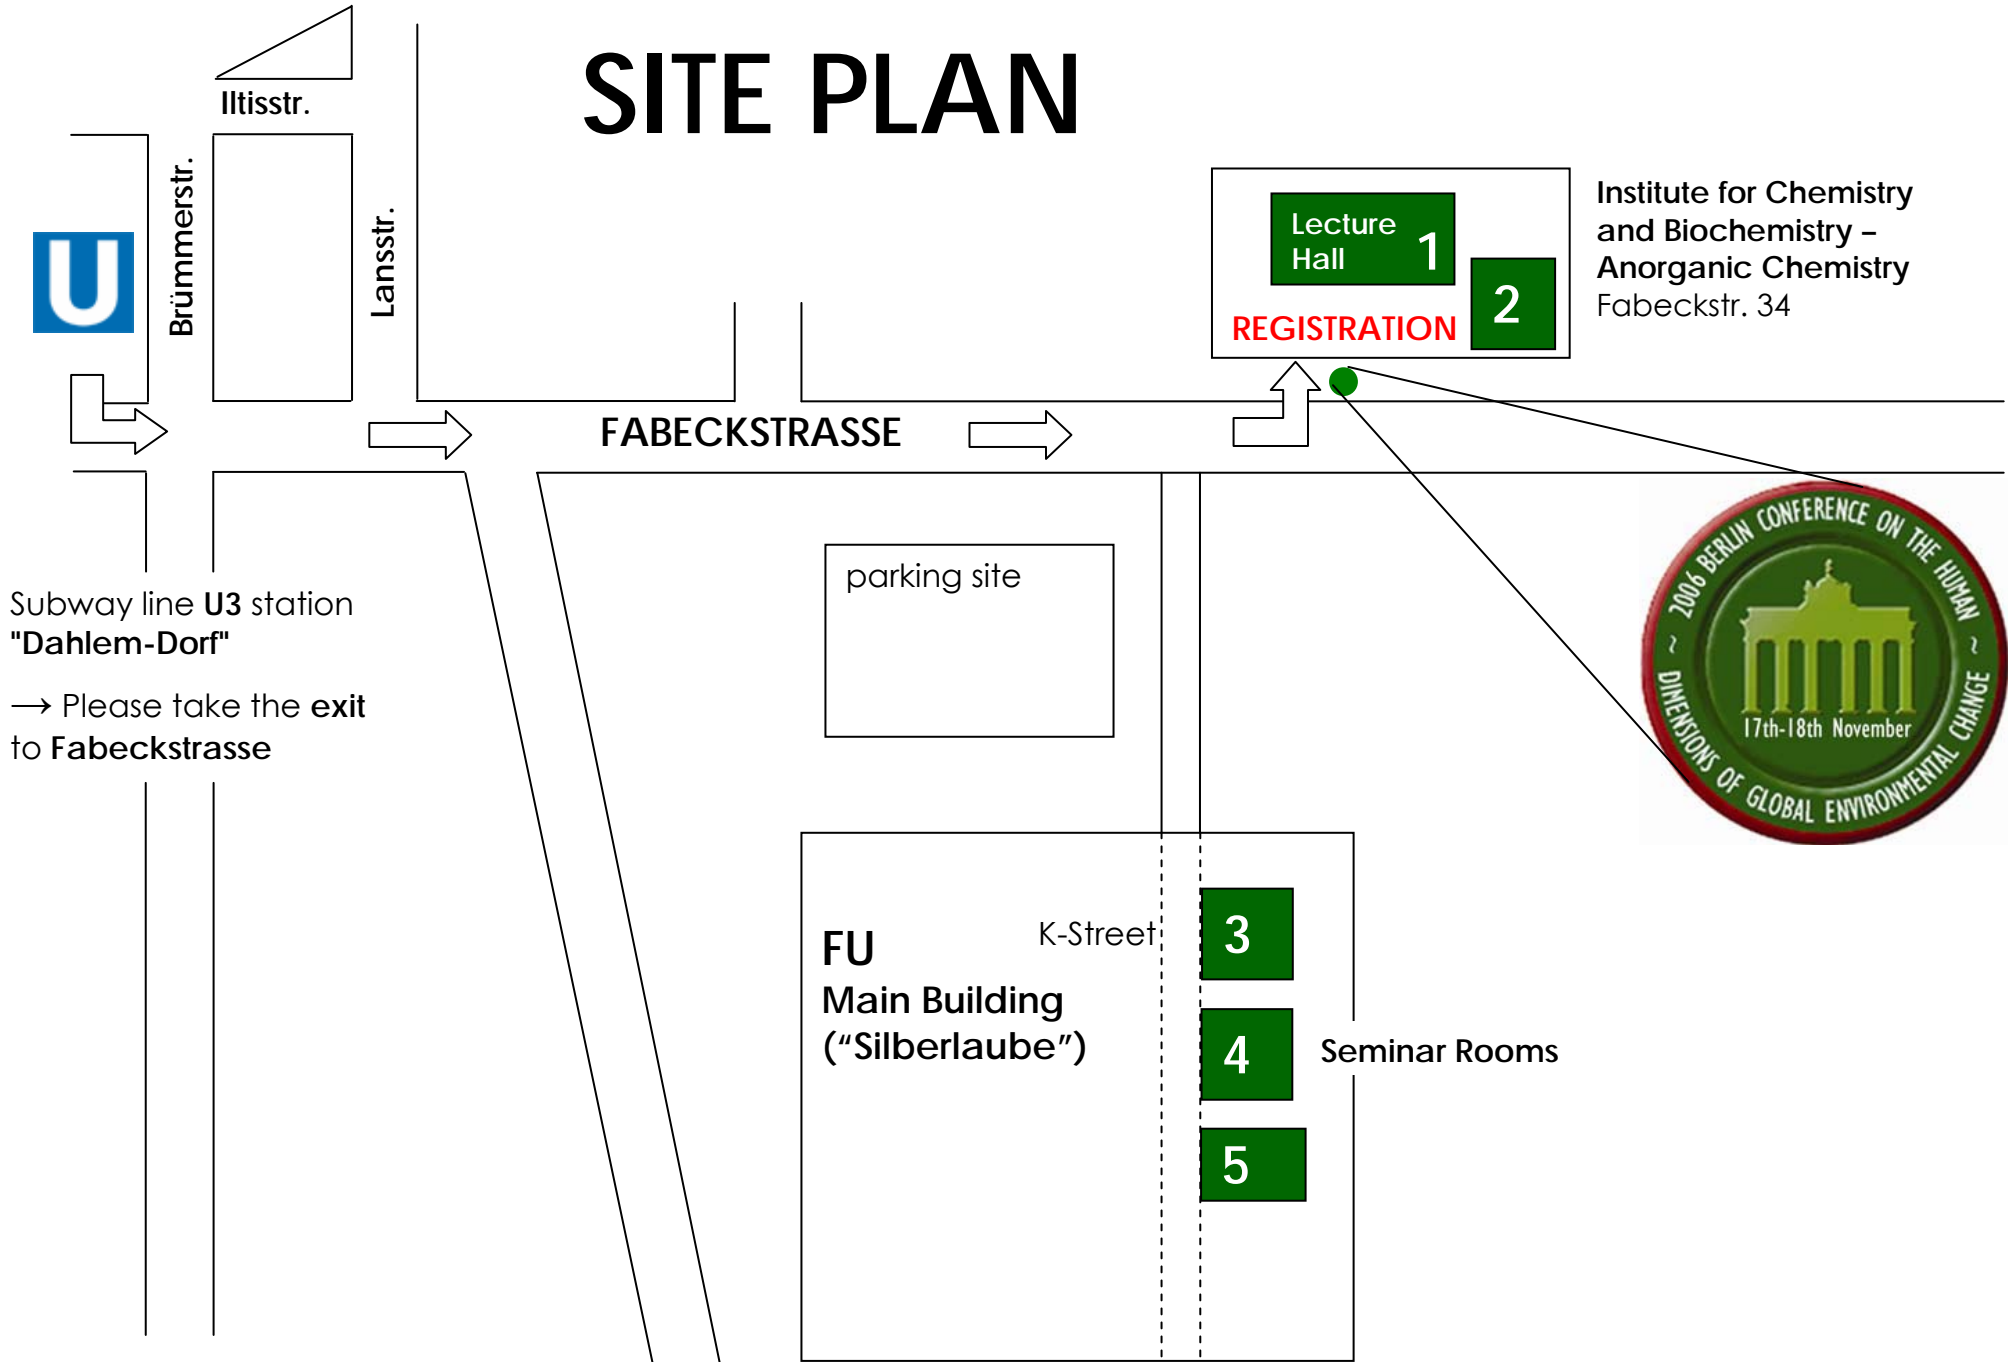 SITE PLAN
Iltisstr.
Brümmerstr.
Lansstr.
U
Lecture
Hall
1
2
REGISTRATION
Institute for Chemistry
and Biochemistry –
Anorganic Chemistry
Fabeckstr. 34
FABECKSTRASSE
Subway line U3 station
"Dahlem-Dorf"
→ Please take the exit
to Fabeckstrasse
parking site
~ 2006 BERLIN CONFERENCE ON THE HUMAN ~
DIMENSIONS OF GLOBAL ENVIRONMENTAL CHANGE
17th-18th November
FU
Main Building
(“Silberlaube”)
K-Street
3
4
5
Seminar Rooms